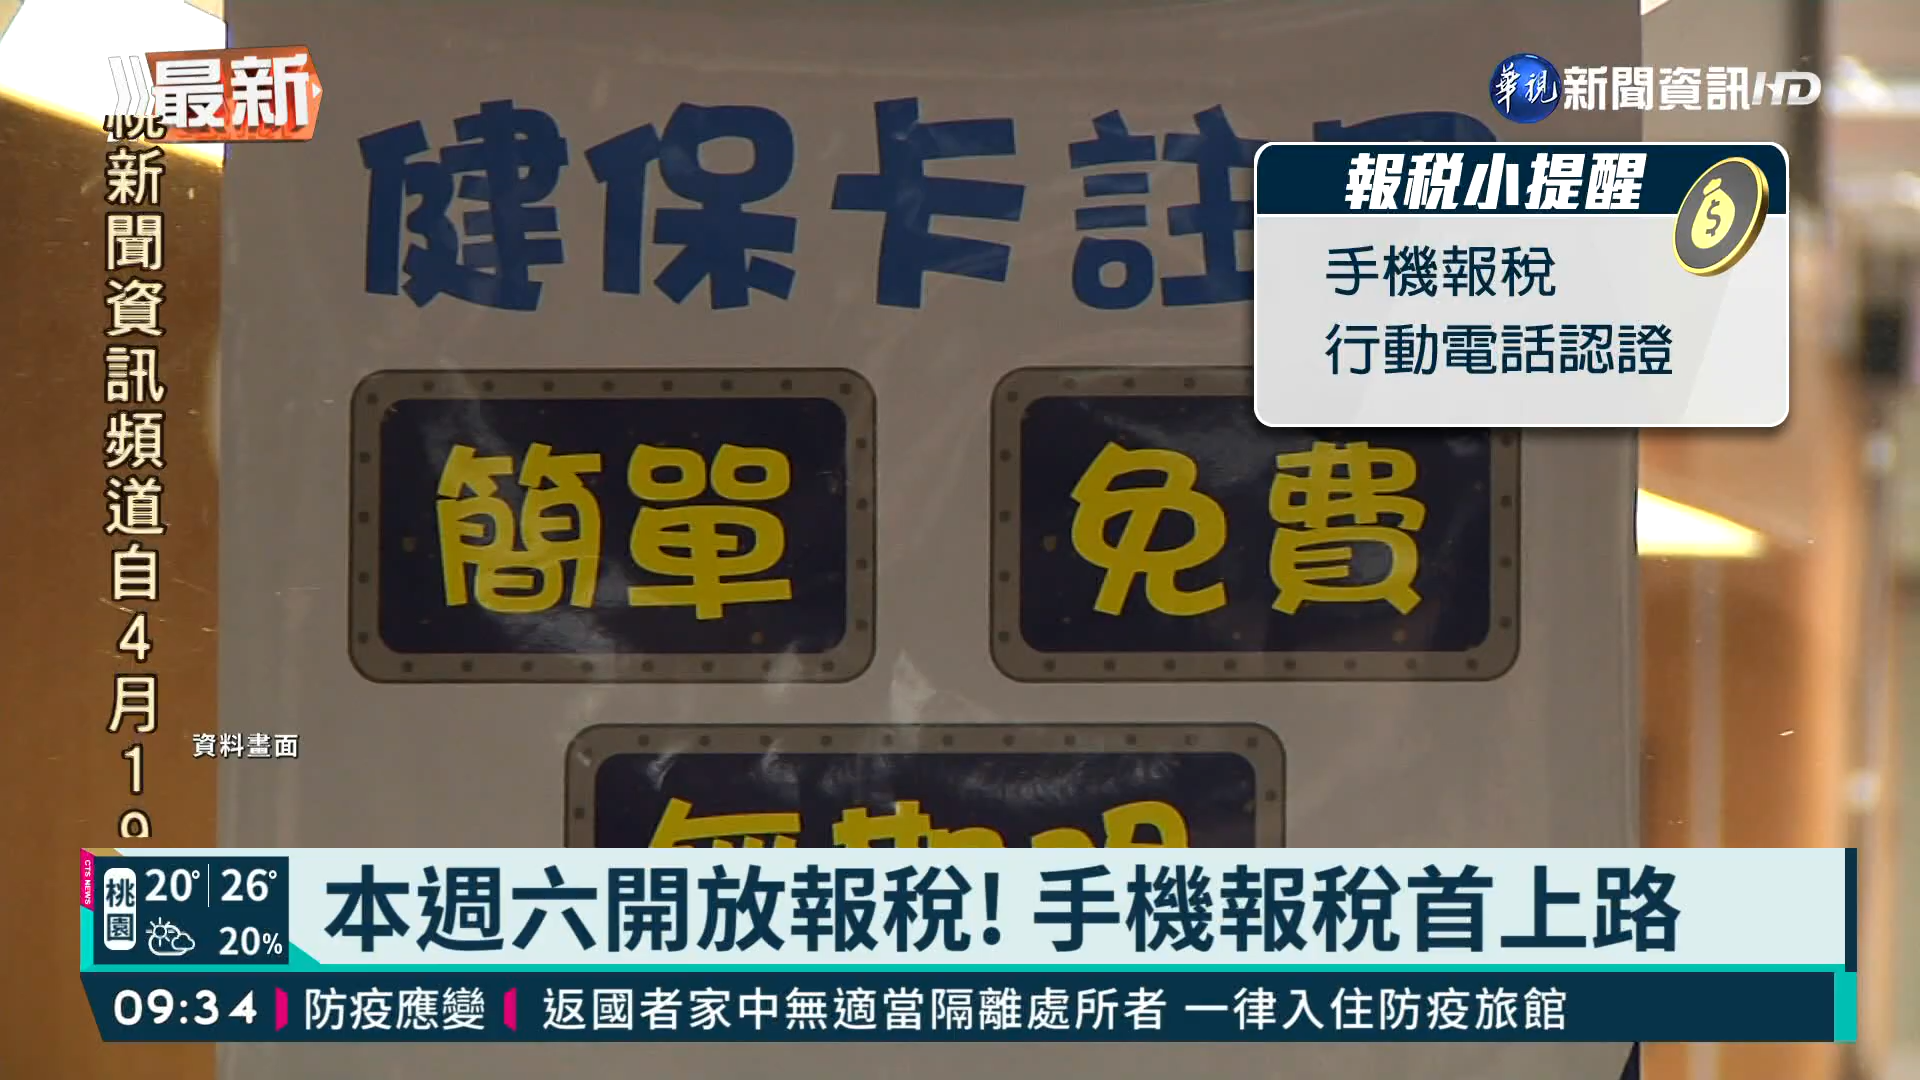 最新
華視 新聞資訊HD
新聞資訊頻道自4月19
健保卡註
報稅小提醒
手機報稅
行動電話認證
簡單
免費
資料畫面
CTS NEWS
桃園
20° 26°
20%
本週六開放報稅! 手機報稅首上路
09:34 防疫應變 返國者家中無適當隔離處所者 一律入住防疫旅館